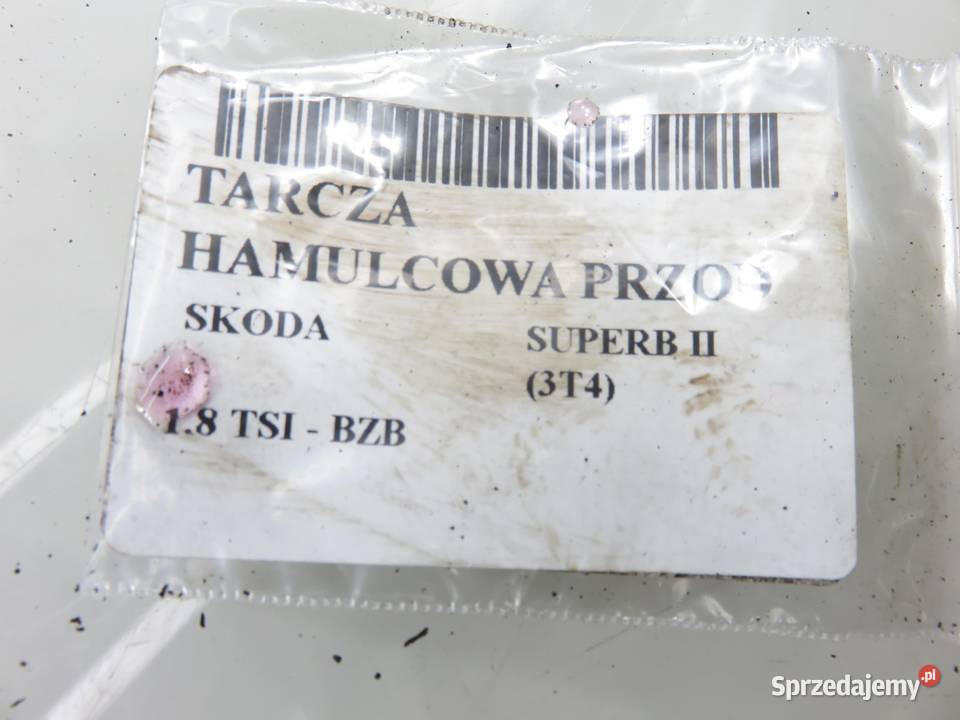 TARCZA
HAMULCOWA PRZOD
SKODA
SUPERB II
(3T4)
1.8 TSI - BZB
Sprzedajemy.pl